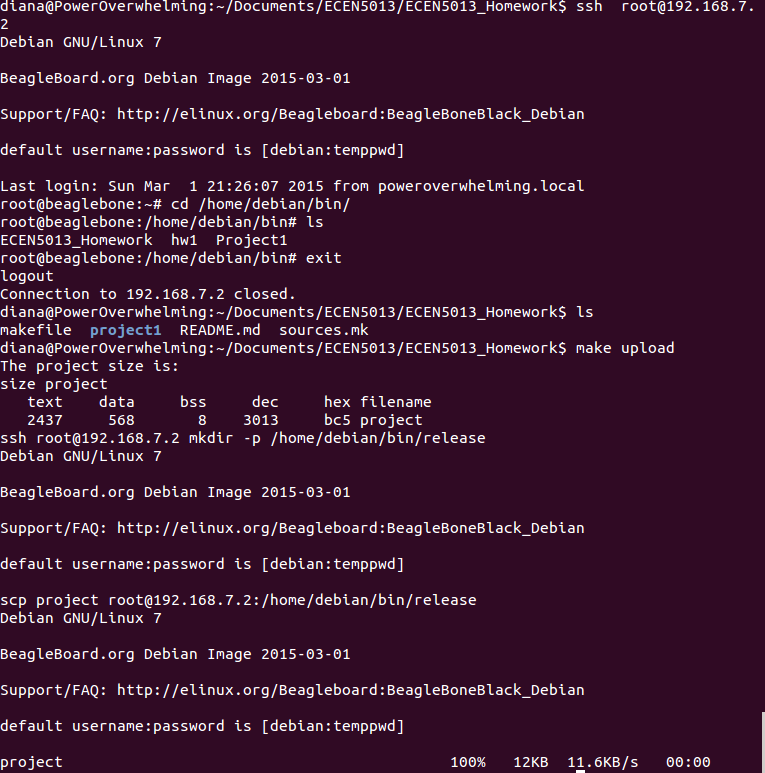 diana@PowerOverwhelming:~/Documents/ECEN5013/ECEN5013_Homework$ ssh  root@192.168.7.
2
Debian GNU/Linux 7
BeagleBoard.org Debian Image 2015-03-01
Support/FAQ: http://elinux.org/Beagleboard:BeagleBoneBlack_Debian
default username:password is [debian:temppwd]
Last login: Sun Mar  1 21:26:07 2015 from poweroverwhelming.local
root@beaglebone:~# cd /home/debian/bin/
root@beaglebone:/home/debian/bin# ls
ECEN5013_Homework  hw1  Project1
root@beaglebone:/home/debian/bin# exit
logout
Connection to 192.168.7.2 closed.
diana@PowerOverwhelming:~/Documents/ECEN5013/ECEN5013_Homework$ ls
makefile  project1  README.md  sources.mk
diana@PowerOverwhelming:~/Documents/ECEN5013/ECEN5013_Homework$ make upload
The project size is:
size project
   text    data     bss     dec     hex filename
   2437     568       8    3013     bc5 project
ssh root@192.168.7.2 mkdir -p /home/debian/bin/release
Debian GNU/Linux 7
BeagleBoard.org Debian Image 2015-03-01
Support/FAQ: http://elinux.org/Beagleboard:BeagleBoneBlack_Debian
default username:password is [debian:temppwd]
scp project root@192.168.7.2:/home/debian/bin/release
Debian GNU/Linux 7
BeagleBoard.org Debian Image 2015-03-01
Support/FAQ: http://elinux.org/Beagleboard:BeagleBoneBlack_Debian
default username:password is [debian:temppwd]
project                                           100%   12KB  11.6KB/s   00:00